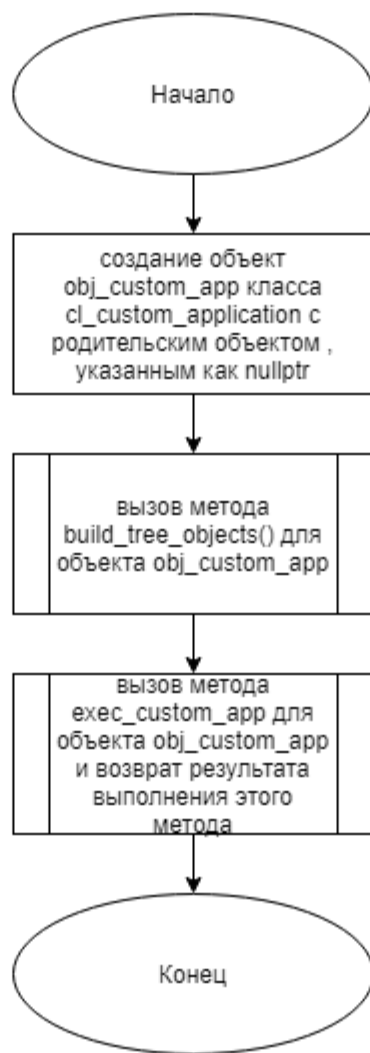 Начало
создание объект
obj_custom_app класса
cl_custom_application с
родительским объектом ,
указанным как nullptr
вызов метода
build_tree_objects() для
объекта obj_custom_app
вызов метода
exec_custom_app для
объекта obj_custom_app
и возврат результата
выполнения этого
метода
Конец